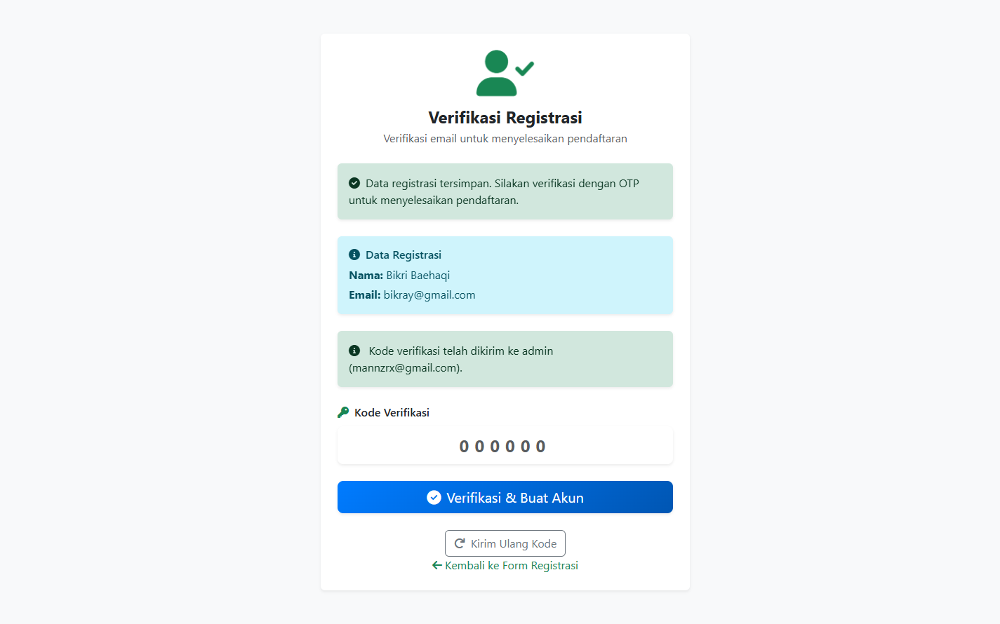 Verifikasi Registrasi
Verifikasi email untuk menyelesaikan pendaftaran
Data registrasi tersimpan. Silakan verifikasi dengan OTP
untuk menyelesaikan pendaftaran.
Data Registrasi
Nama: Bikri Baehaqi
Email: bikray@gmail.com
Kode verifikasi telah dikirim ke admin
(mannzrx@gmail.com).
Kode Verifikasi
000000
Verifikasi & Buat Akun
Kirim Ulang Kode
Kembali ke Form Registrasi